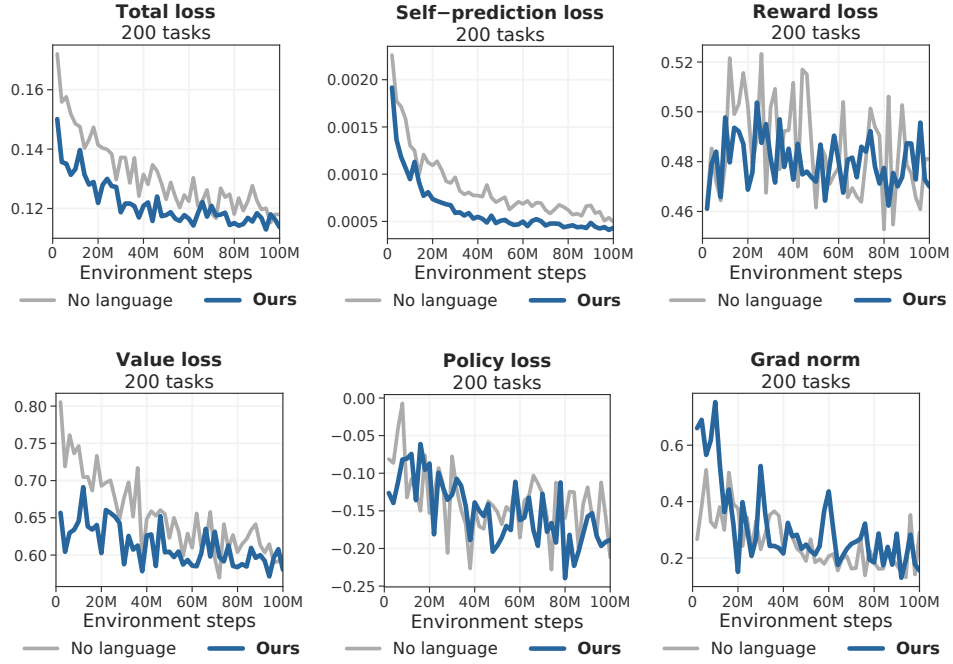 Total loss
200 tasks
0.16
0.14
0.12
0 20M 40M 60M 80M 100M
Environment steps
No language Ours
Self−prediction loss
200 tasks
0.0020
0.0015
0.0010
0.0005
0 20M 40M 60M 80M 100M
Environment steps
No language Ours
Reward loss
200 tasks
0.52
0.50
0.48
0.46
0 20M 40M 60M 80M 100M
Environment steps
No language Ours
Value loss
200 tasks
0.80
0.75
0.70
0.65
0.60
0 20M 40M 60M 80M 100M
Environment steps
No language Ours
Policy loss
200 tasks
0.00
−0.05
−0.10
−0.15
−0.20
−0.25
0 20M 40M 60M 80M 100M
Environment steps
No language Ours
Grad norm
200 tasks
0.6
0.4
0.2
0 20M 40M 60M 80M 100M
Environment steps
No language Ours